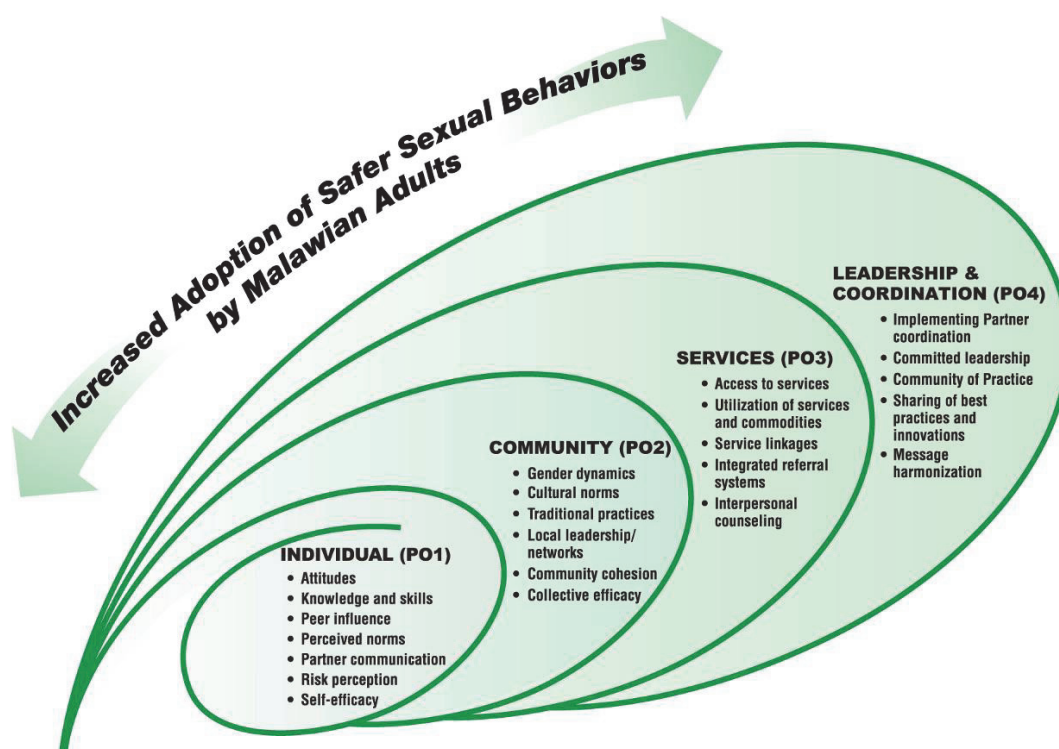 Increased Adoption of Safer Sexual Behaviors
by Malawian Adults
INDIVIDUAL (PO1)
• Attitudes
• Knowledge and skills
• Peer influence
• Perceived norms
• Partner communication
• Risk perception
• Self-efficacy
COMMUNITY (PO2)
• Gender dynamics
• Cultural norms
• Traditional practices
• Local leadership/
networks
• Community cohesion
• Collective efficacy
SERVICES (PO3)
• Access to services
• Utilization of services
and commodities
• Service linkages
• Integrated referral
systems
• Interpersonal
counseling
LEADERSHIP &
COORDINATION (PO4)
• Implementing Partner
coordination
• Committed leadership
• Community of Practice
• Sharing of best
practices and
innovations
• Message
harmonization